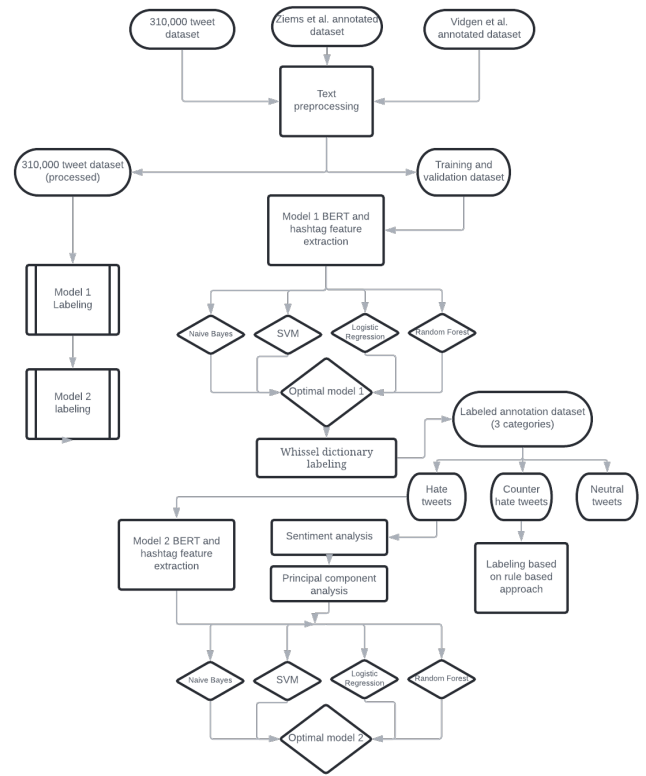 310,000 tweet
dataset
Ziems et al. annotated
dataset
Vidgen et al.
annotated dataset
Text
preprocessing
310,000 tweet dataset
(processed)
Training and
validation dataset
Model 1 BERT and
hashtag feature
extraction
Model 1
Labeling
Naive Bayes
SVM
Logistic
Regression
Random Forest
Model 2
labeling
Optimal model 1
Labeled annotation dataset
(3 categories)
Whissel dictionary
labeling
Hate
tweets
Counter
hate tweets
Neutral
tweets
Model 2 BERT and
hashtag feature
extraction
Sentiment analysis
Principal component
analysis
Labeling based
on rule based
approach
Naive Bayes
SVM
Logistic
Regression
Random Forest
Optimal model 2